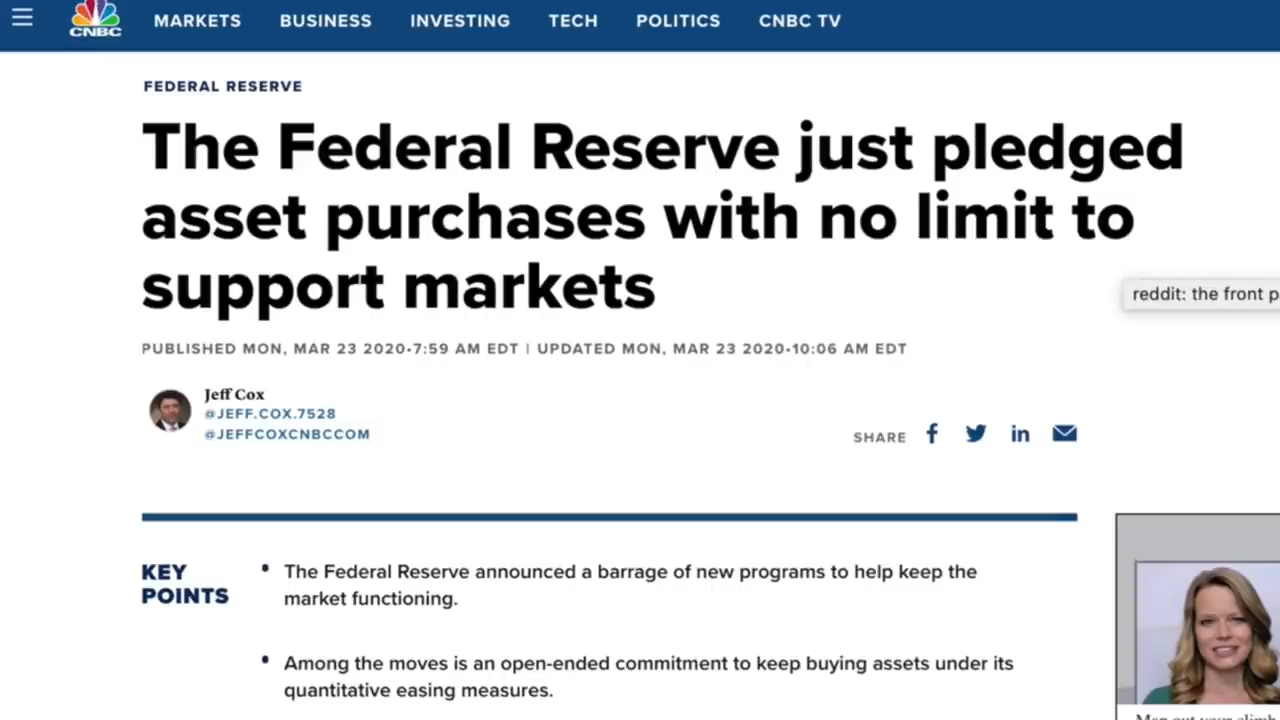 CNBC
MARKETS BUSINESS INVESTING TECH POLITICS CNBC TV
FEDERAL RESERVE
The Federal Reserve just pledged
asset purchases with no limit to
support markets
reddit: the front p
PUBLISHED MON, MAR 23 2020•7:59 AM EDT | UPDATED MON, MAR 23 2020•10:06 AM EDT
Jeff Cox
@JEFF.COX.7528
@JEFFCOXCNBCCOM
SHARE
KEY
POINTS
• The Federal Reserve announced a barrage of new programs to help keep the
market functioning.
• Among the moves is an open-ended commitment to keep buying assets under its
quantitative easing measures.